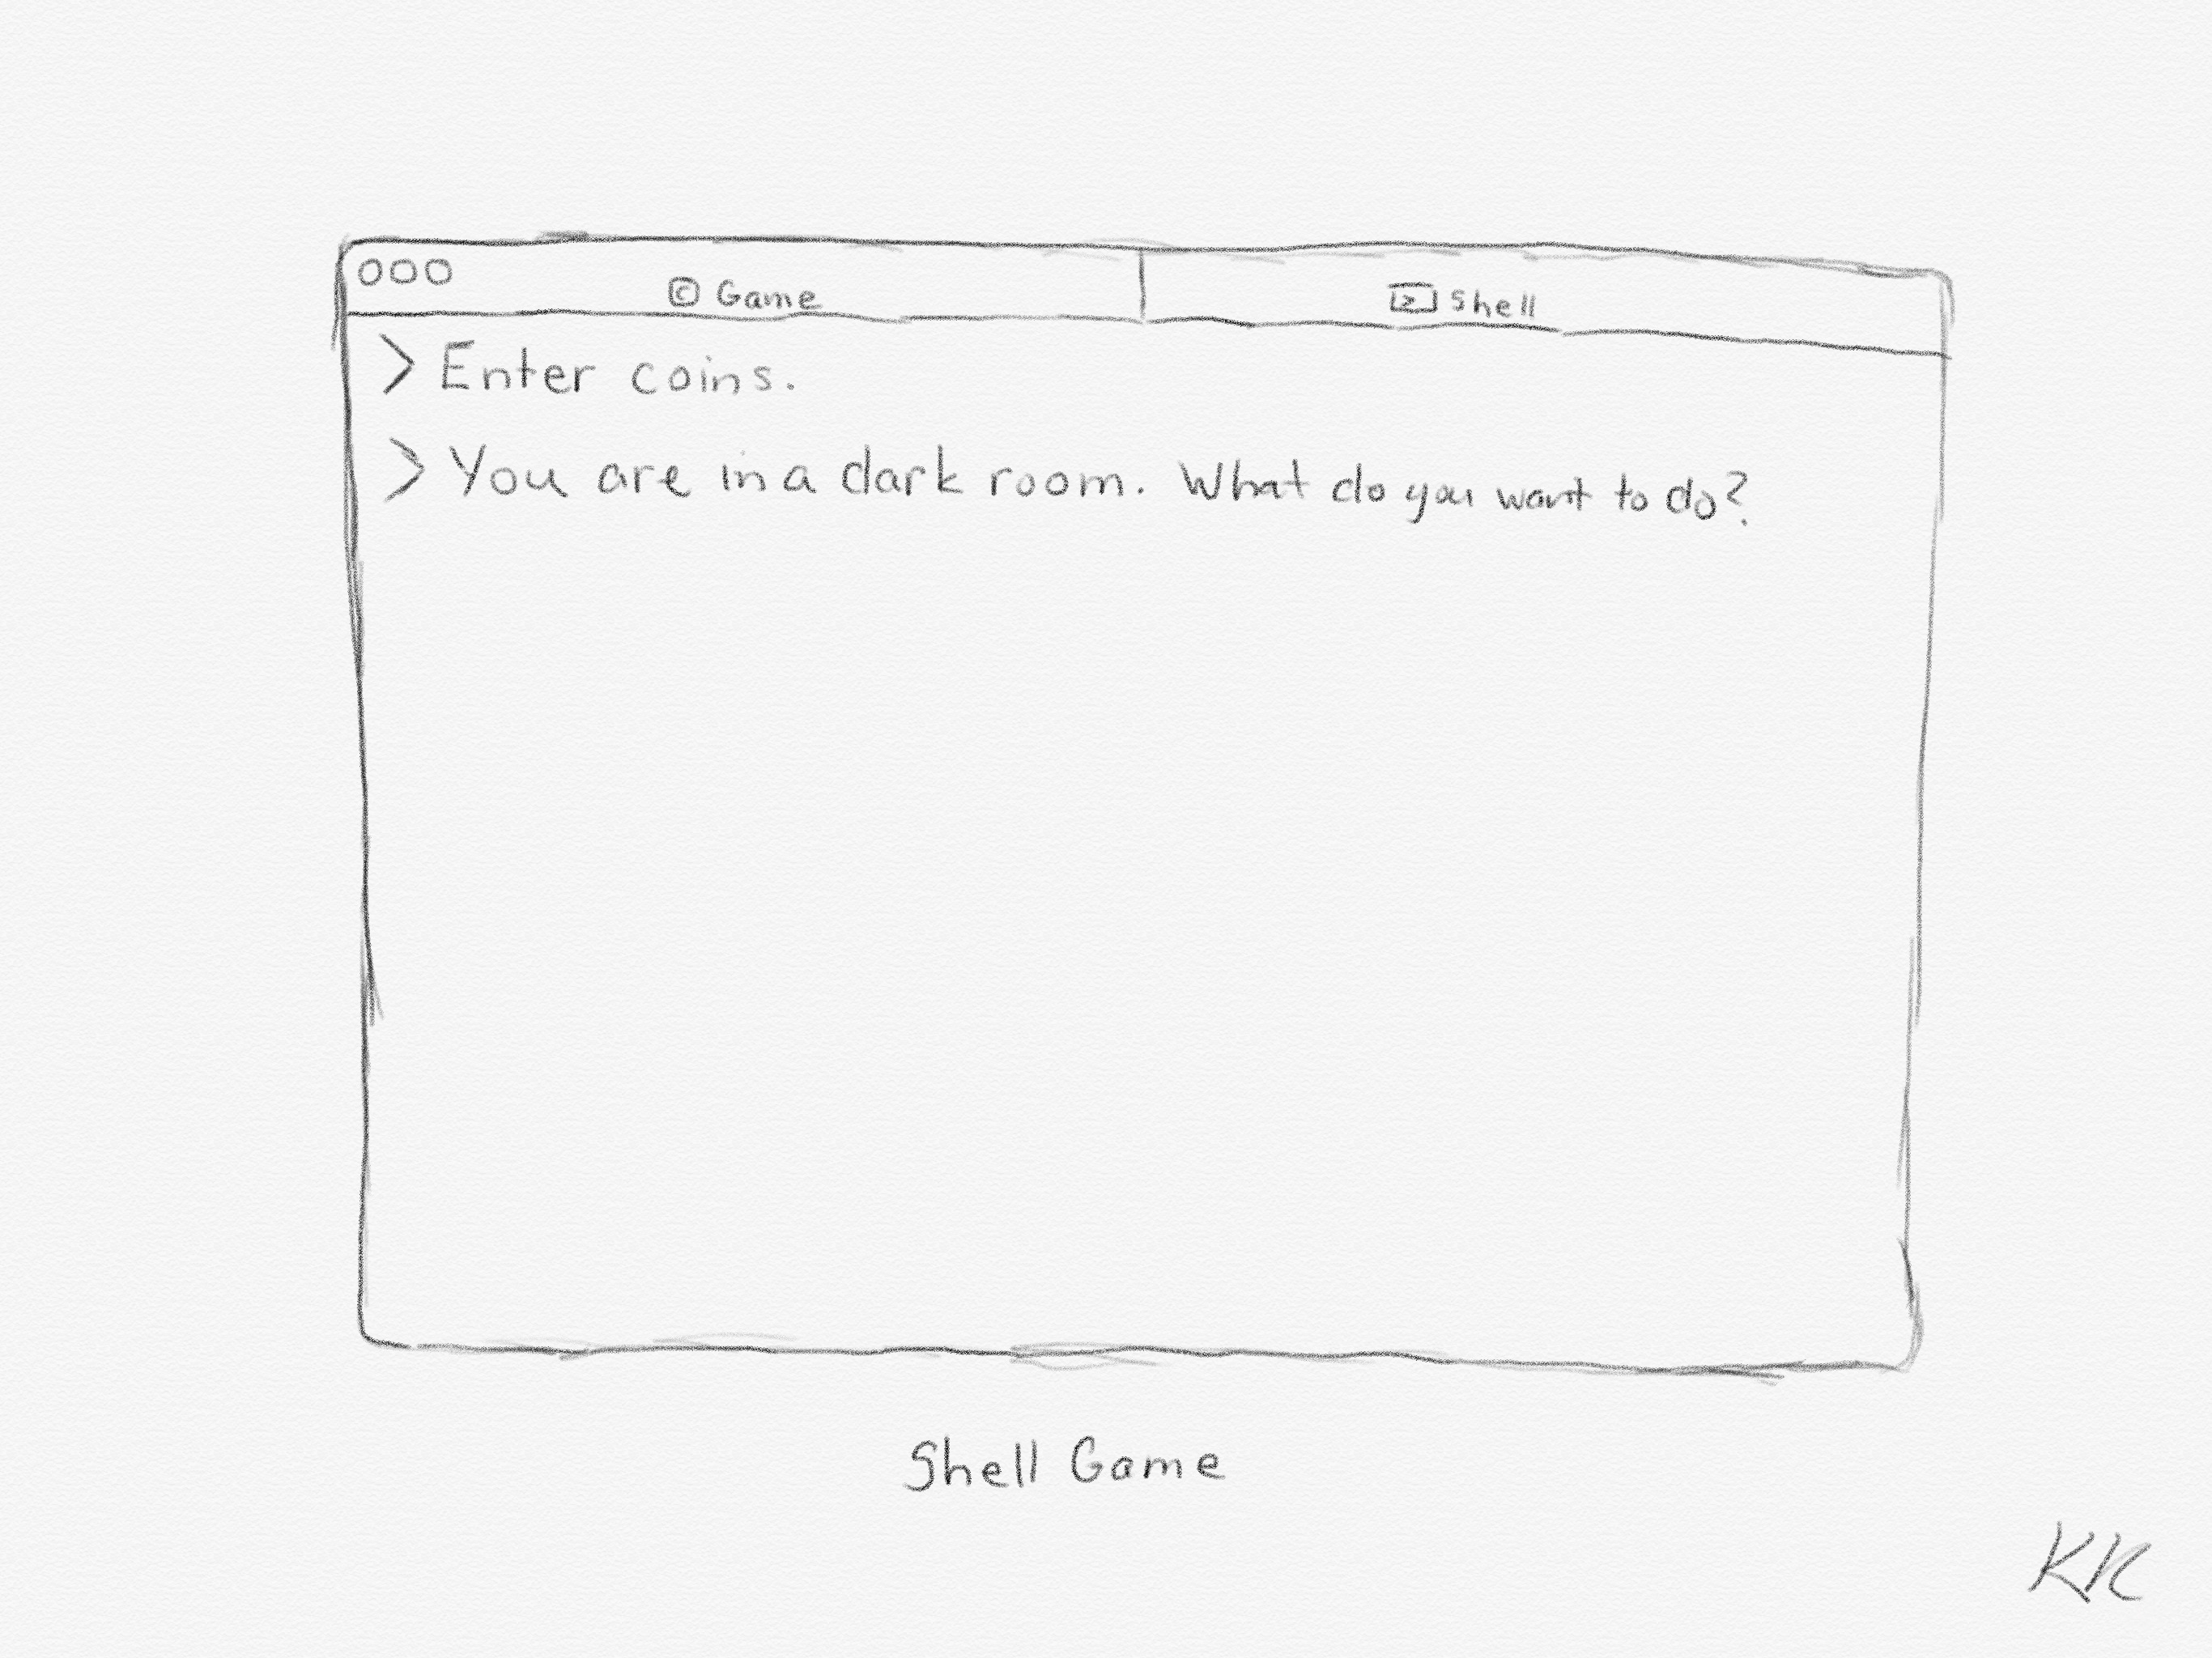 © Game
> Shell
> Enter coins.
> You are in a dark room. What do you want to do?
Shell Game
KK